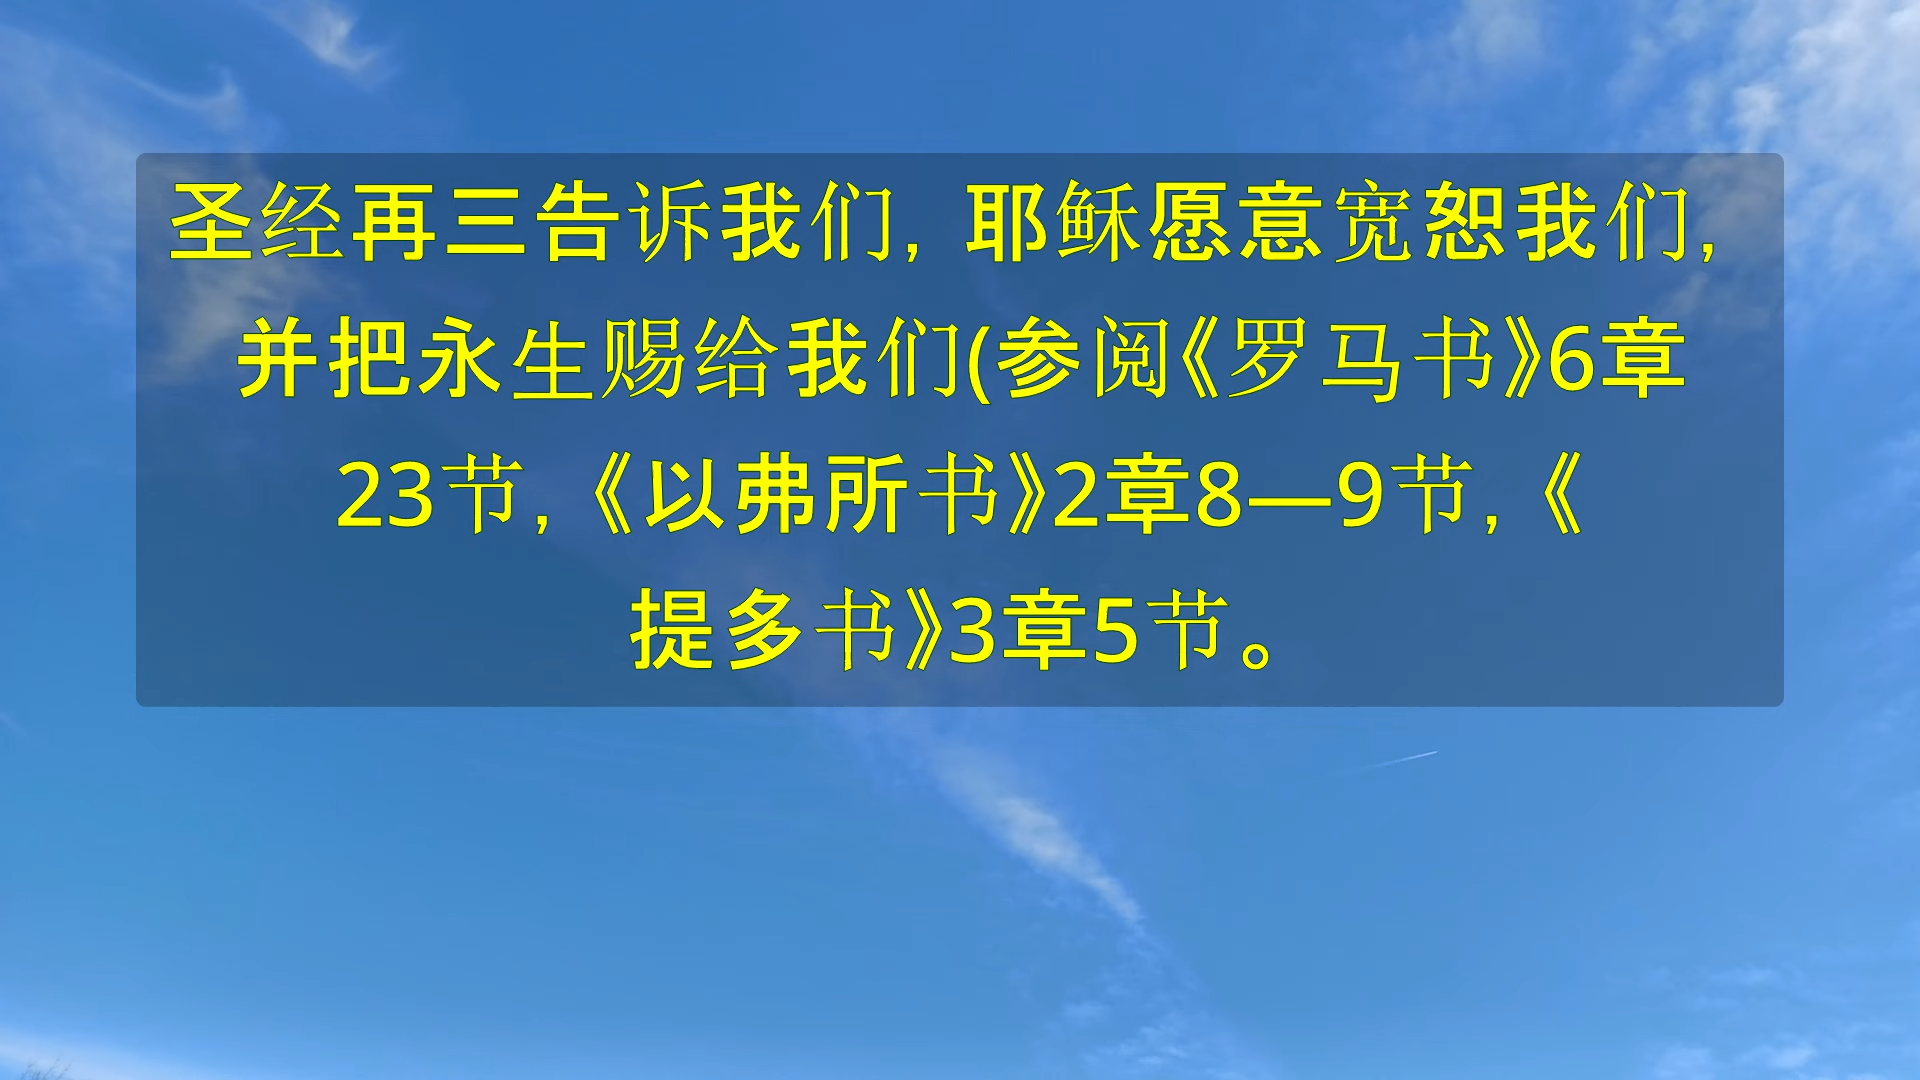 圣经再三告诉我们, 耶稣愿意宽恕我们,
并把永生赐给我们(参阅《罗马书》6章
23节, 《以弗所书》2章8—9节, 《
提多书》3章5节。